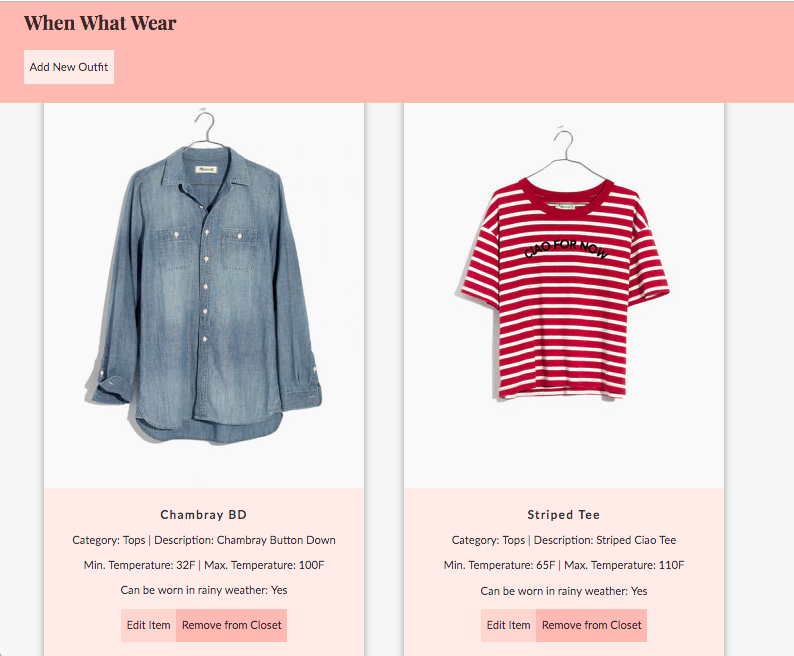 When What Wear
Add New Outfit
CIAO FOR NOW
Chambray BD
Category: Tops | Description: Chambray Button Down
Min. Temperature: 32F | Max. Temperature: 100F
Can be worn in rainy weather: Yes
Edit Item
Remove from Closet
Striped Tee
Category: Tops | Description: Striped Ciao Tee
Min. Temperature: 65F | Max. Temperature: 110F
Can be worn in rainy weather: Yes
Edit Item
Remove from Closet